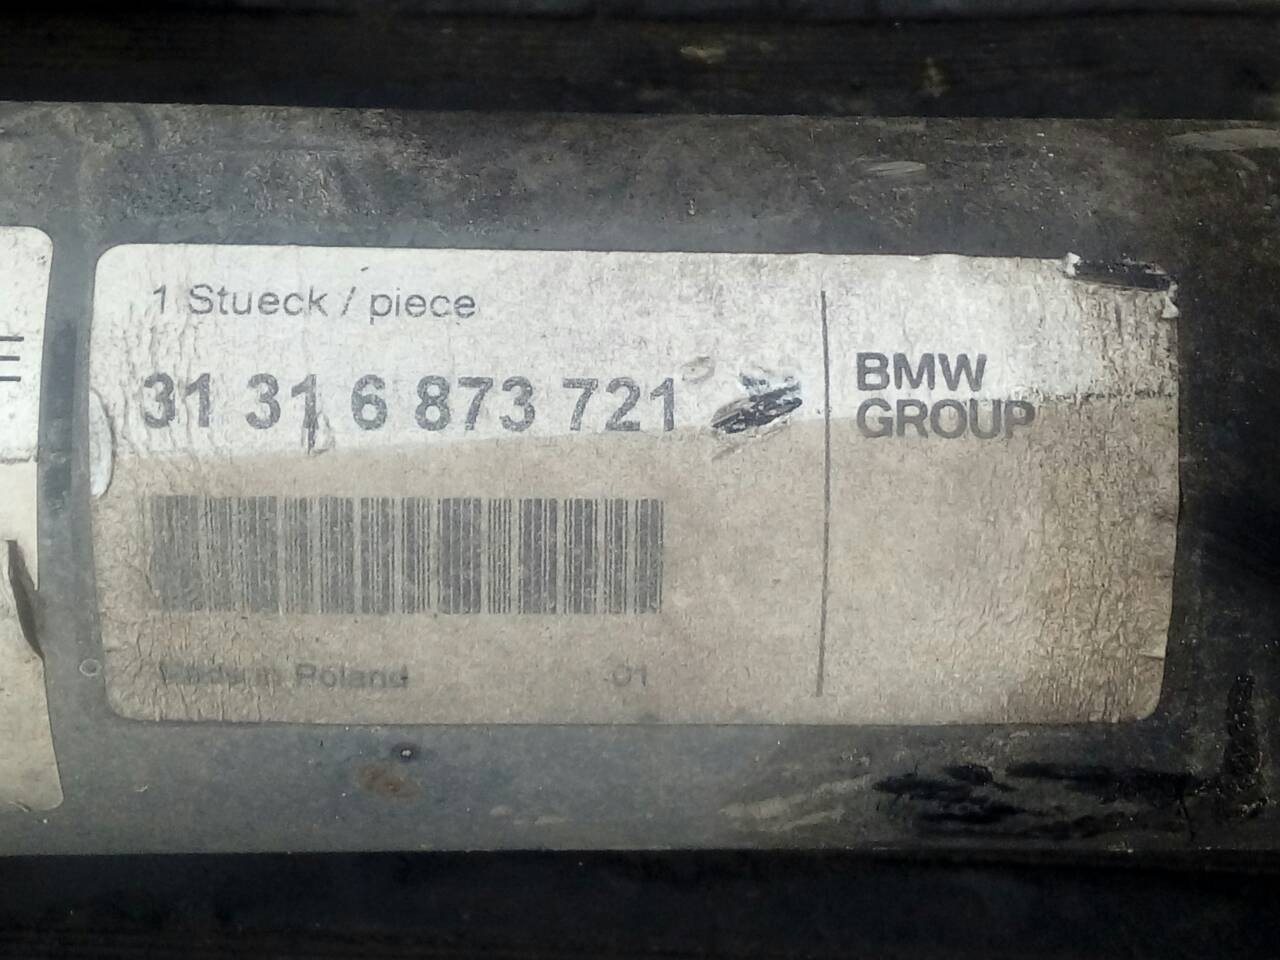 1 Stueck / piece
31 31 6 873 721
BMW
GROUP
Made in Poland 01